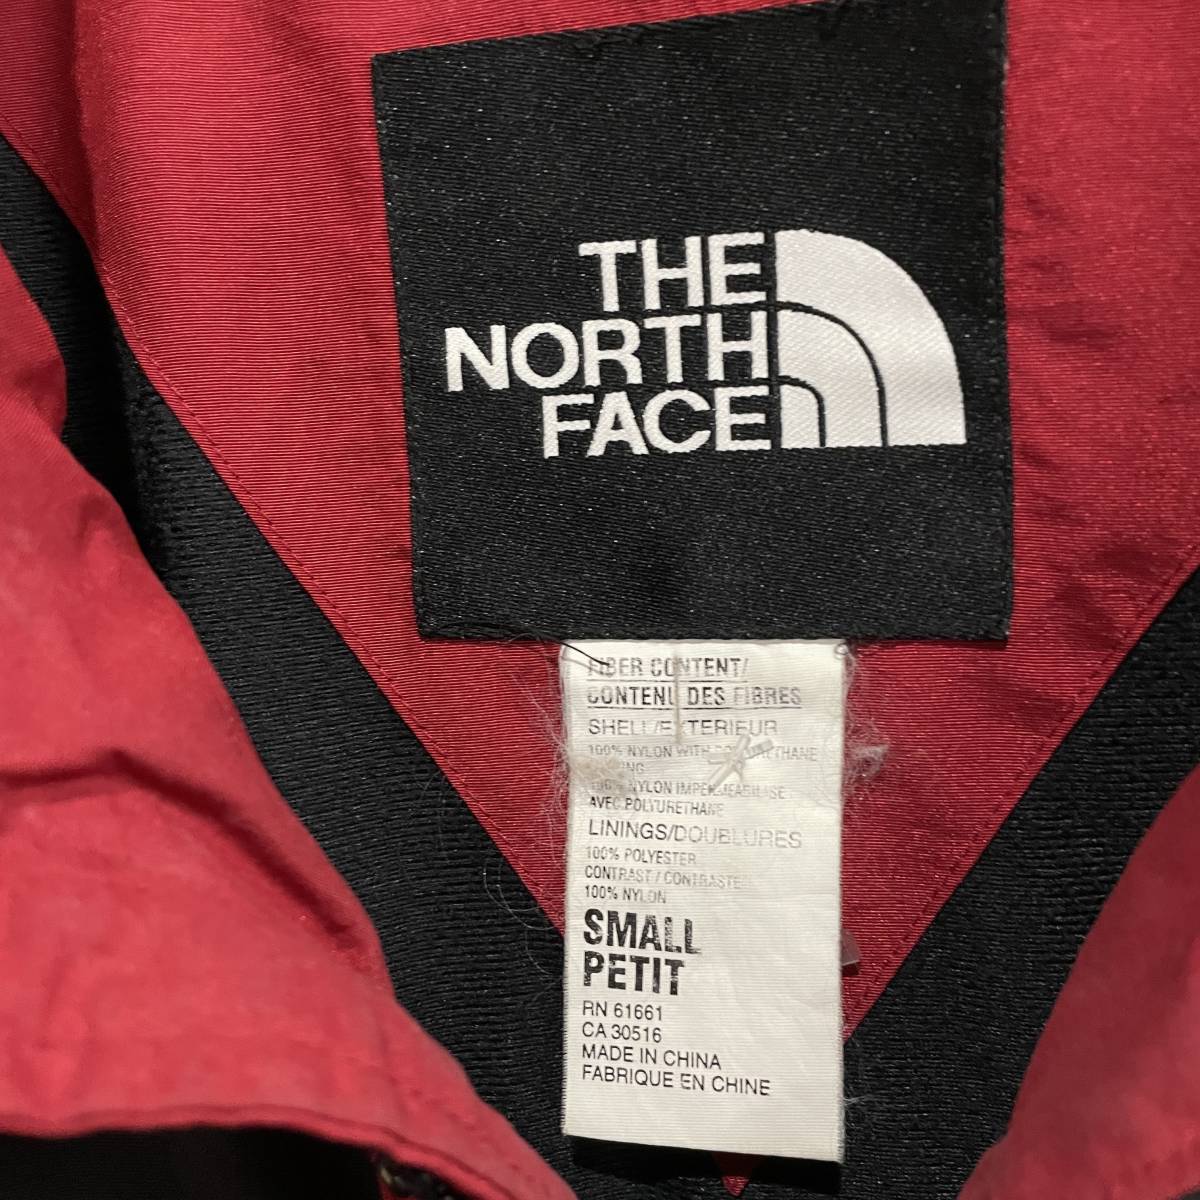 THE
NORTH
FACE
FIBER CONTENT/
CONTENU DES FIBRES
SHELL/EXTERIEUR
100% NYLON WITH POLYURETHANE
100% NYLON IMPERMEABILISE
AVEC POLYURETHANE
LININGS/DOUBLURES
100% POLYESTER
CONTRAST / CONTRASTE
100% NYLON
SMALL
PETIT
RN 61661
CA 30516
MADE IN CHINA
FABRIQUE EN CHINE